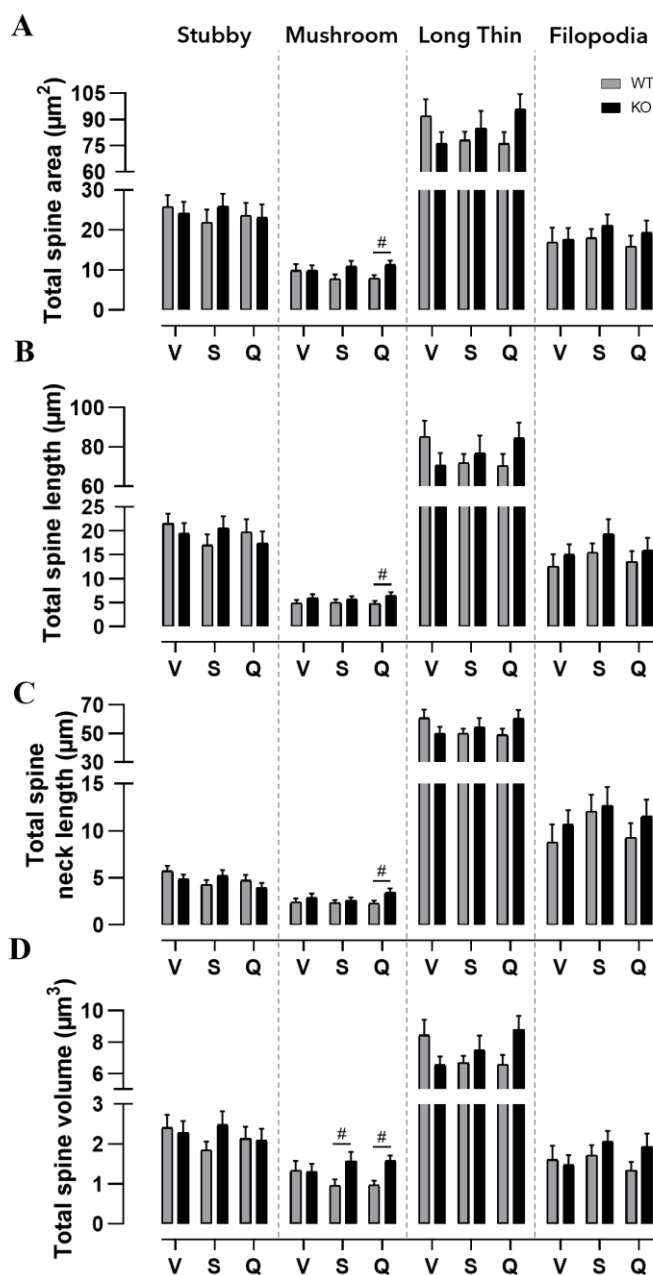 A
Stubby Mushroom Long Thin Filopodia
WT
KO
Total spine area (µm²)
105
90
75
60
30
20
10
0
#
V S Q V S Q V S Q V S Q
B
Total spine length (µm)
100
80
60
25
20
15
10
5
0
#
V S Q V S Q V S Q V S Q
C
Total spine
neck length (µm)
70
50
30
15
10
5
0
#
V S Q V S Q V S Q V S Q
D
Total spine volume (µm³)
10
8
6
3
2
1
0
# #
V S Q V S Q V S Q V S Q